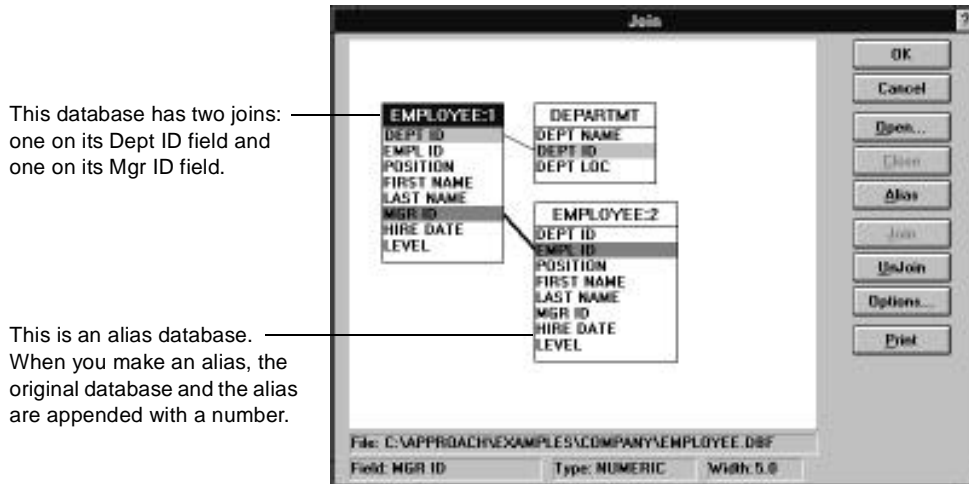 Join
?
OK
Cancel
Open...
Close
Alias
Join
UnJoin
Options...
Print
This database has two joins:
one on its Dept ID field and
one on its Mgr ID field.
EMPLOYEE:1
DEPT ID
EMPL ID
POSITION
FIRST NAME
LAST NAME
MGR ID
HIRE DATE
LEVEL
DEPARTMT
DEPT NAME
DEPT ID
DEPT LOC
EMPLOYEE:2
DEPT ID
EMPL ID
POSITION
FIRST NAME
LAST NAME
MGR ID
HIRE DATE
LEVEL
This is an alias database.
When you make an alias, the
original database and the alias
are appended with a number.
File: C:\APPROACH\EXAMPLES\COMPANY\EMPLOYEE.DBF
Field: MGR ID Type: NUMERIC Width: 5.0